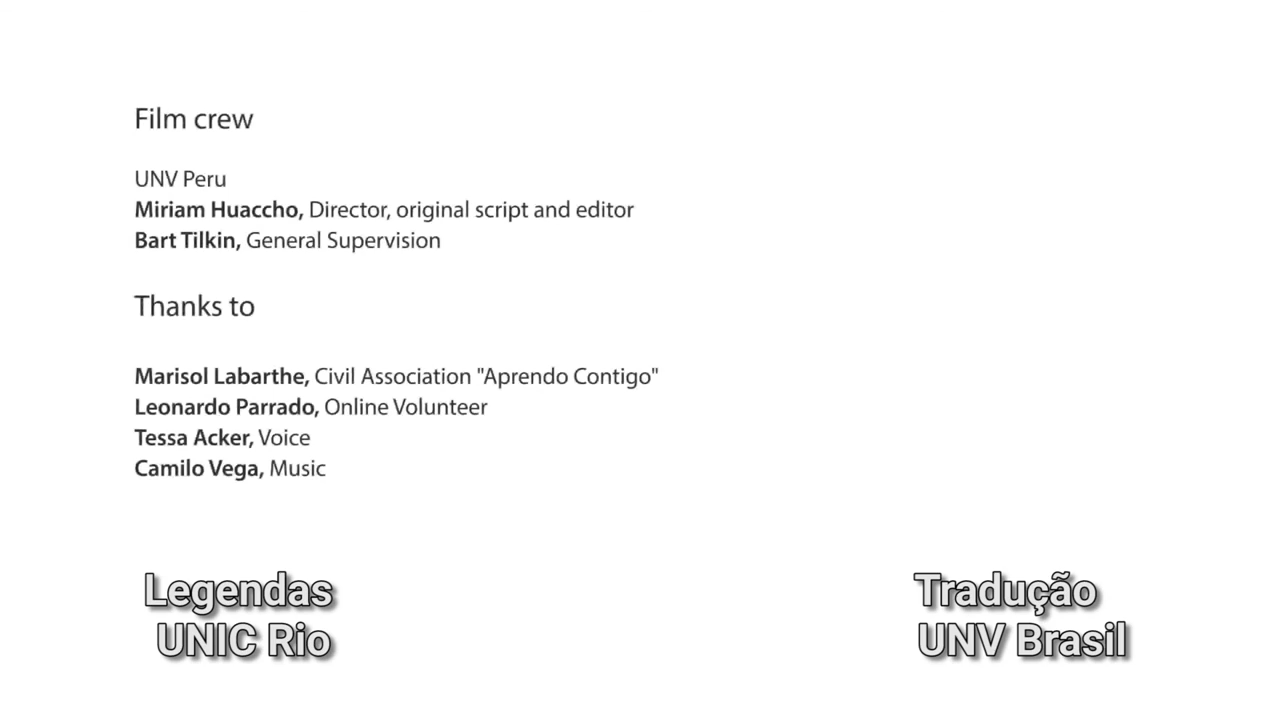 Film crew
UNV Peru
Miriam Huaccho, Director, original script and editor
Bart Tilkin, General Supervision
Thanks to
Marisol Labarthe, Civil Association "Aprendo Contigo"
Leonardo Parrado, Online Volunteer
Tessa Acker, Voice
Camilo Vega, Music
Legendas
UNIC Rio
Tradução
UNV Brasil